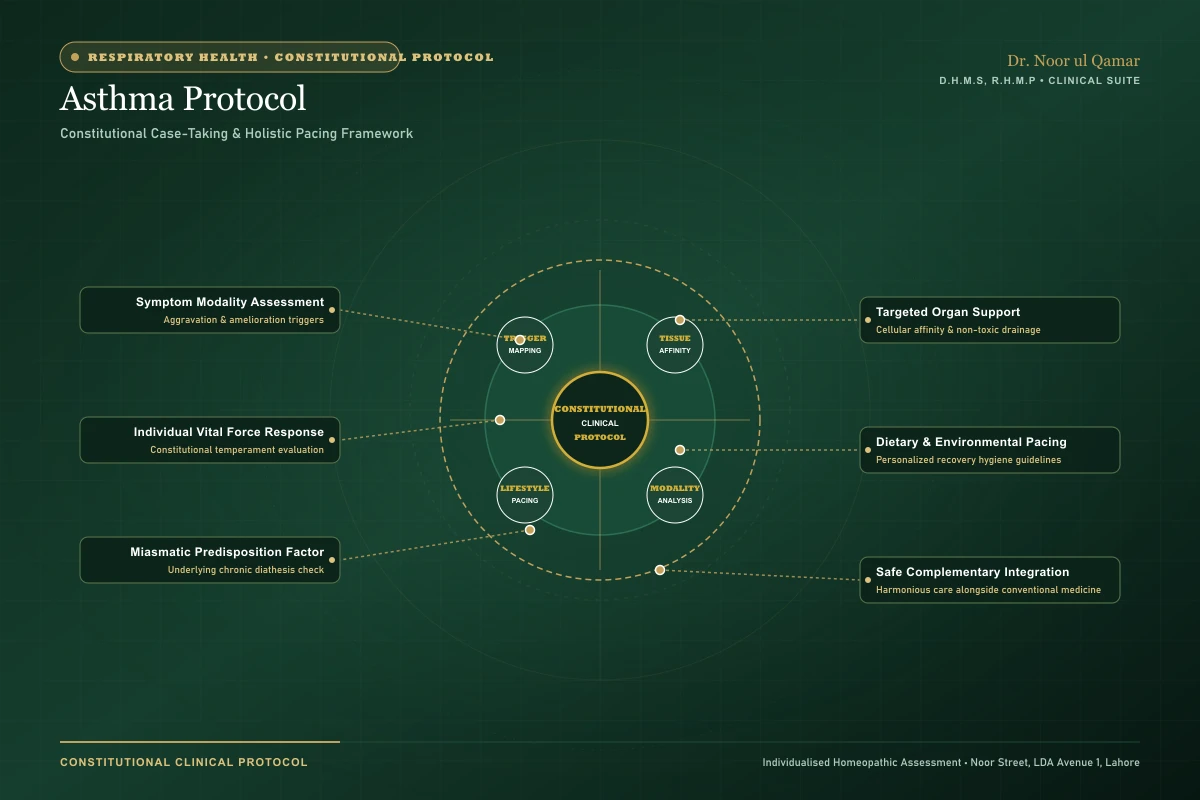 RESPIRATORY HEALTH • CONSTITUTIONAL PROTOCOL
Asthma Protocol
Constitutional Case-Taking & Holistic Pacing Framework
Dr. Noor ul Qamar
D.H.M.S, R.H.M.P • CLINICAL SUITE
Symptom Modality Assessment
Aggravation & amelioration triggers
Individual Vital Force Response
Constitutional temperament evaluation
Miasmatic Predisposition Factor
Underlying chronic diathesis check
MAPPING
TISSUE
AFFINITY
CONSTITUTIONAL
CLINICAL
PROTOCOL
LIFESTYLE
PACING
MODALITY
ANALYSIS
Targeted Organ Support
Cellular affinity & non-toxic drainage
Dietary & Environmental Pacing
Personalized recovery hygiene guidelines
Safe Complementary Integration
Harmonious care alongside conventional medicine
CONSTITUTIONAL CLINICAL PROTOCOL
Individualised Homeopathic Assessment • Noor Street, LDA Avenue 1, Lahore